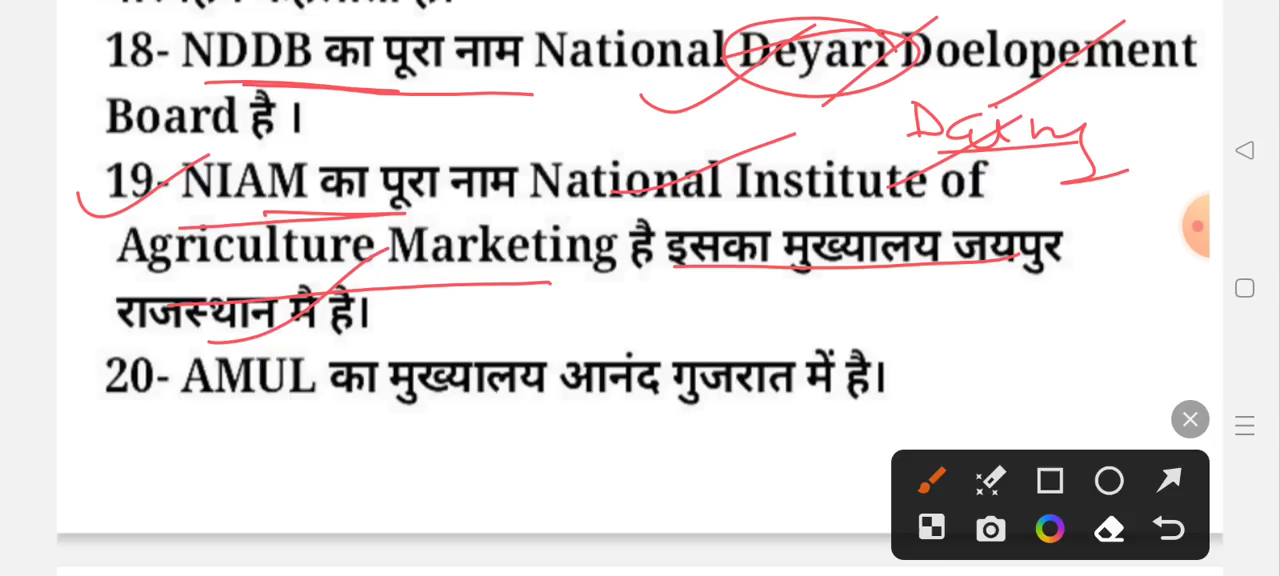 18- NDDB का पूरा नाम National Deyari Doelopement
Board है ।
Dairy
19- NIAM का पूरा नाम National Institute of
Agriculture Marketing है इसका मुख्यालय जयपुर
राजस्थान मै है।
20- AMUL का मुख्यालय आनंद गुजरात में है।